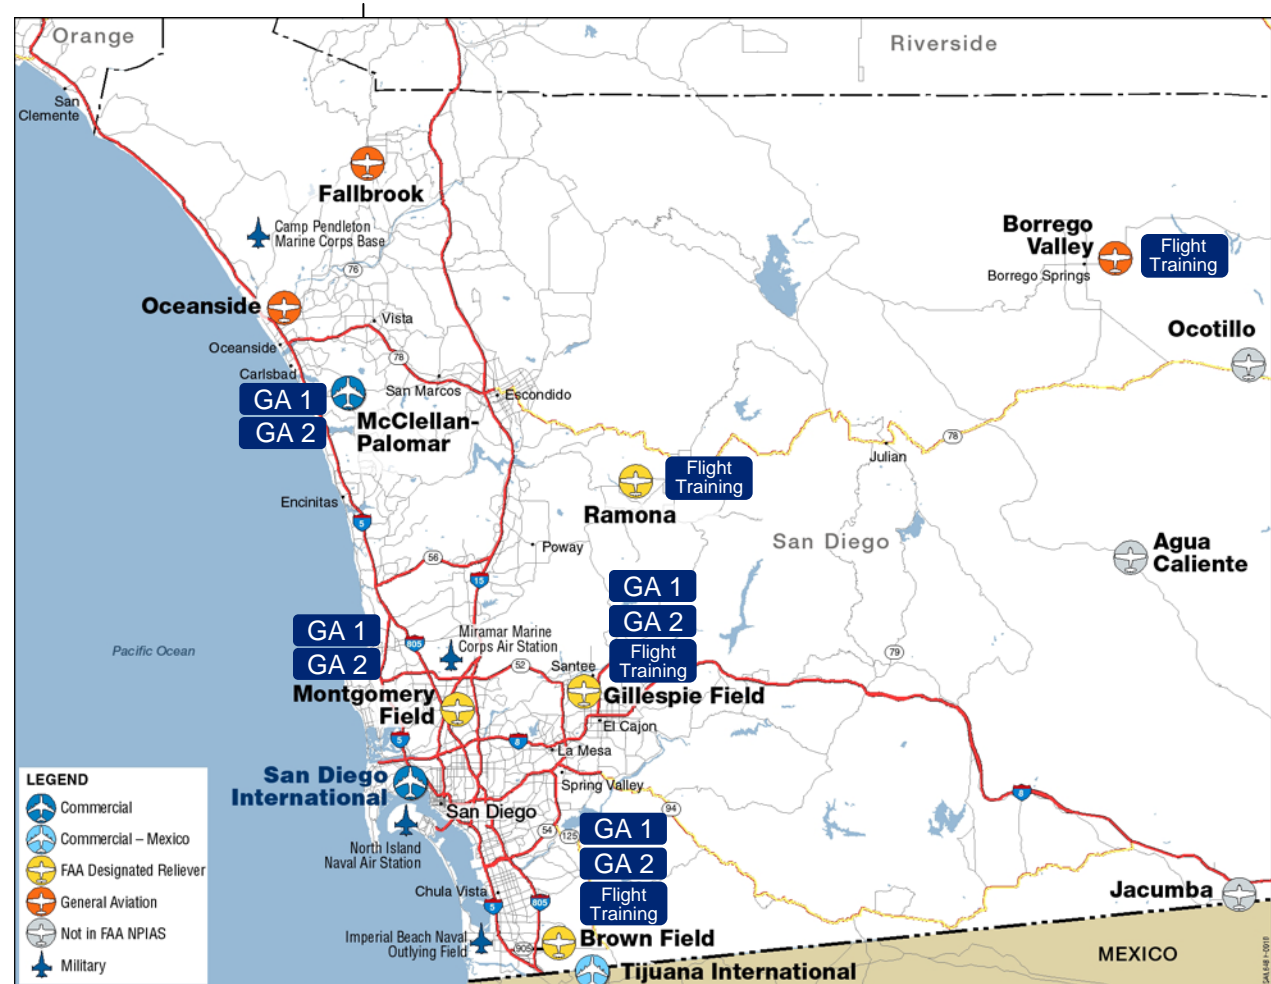 Orange
Riverside
San
Clemente
Fallbrook
Camp Pendleton
Marine Corps Base
76
Borrego
Valley
Borrego Springs
Flight
Training
Oceanside
Vista
Oceanside
78
Carlsbad
San Marcos
Escondido
Ocotillo
GA 1
GA 2
McClellan-
Palomar
78
Julian
Flight
Training
Ramona
Encinitas
5
56
Poway
15
San Diego
Agua
Caliente
GA 1
GA 2
Flight
Training
GA 1
GA 2
805
Miramar Marine
Corps Air Station
52
Santee
79
Pacific Ocean
Montgomery
Field
Gillespie Field
El Cajon
5
8
La Mesa
San Diego
International
Spring Valley
8
94
San Diego
North Island
Naval Air Station
54
125
GA 1
GA 2
Flight
Training
Chula Vista
5
805
Imperial Beach Naval
Outlying Field
905
Brown Field
Tijuana International
Jacumba
MEXICO
LEGEND
Commercial
Commercial – Mexico
FAA Designated Reliever
General Aviation
Not in FAA NPIAS
Military